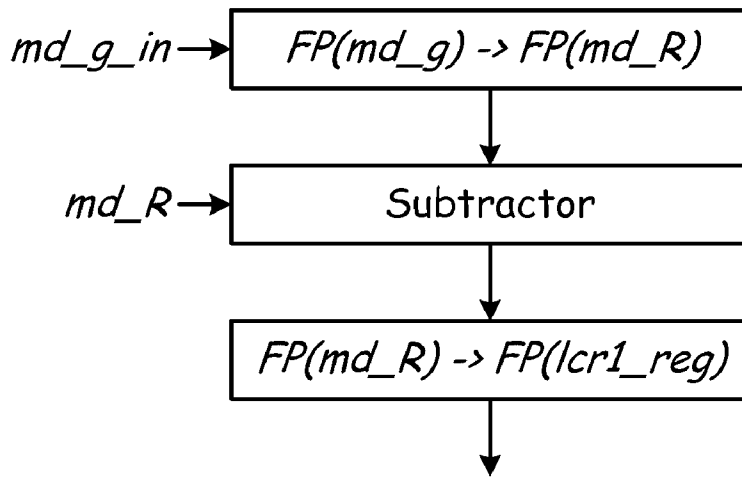 md_g_in
FP(md_g) -> FP(md_R)
md_R
Subtractor
FP(md_R) -> FP(lcr1_reg)